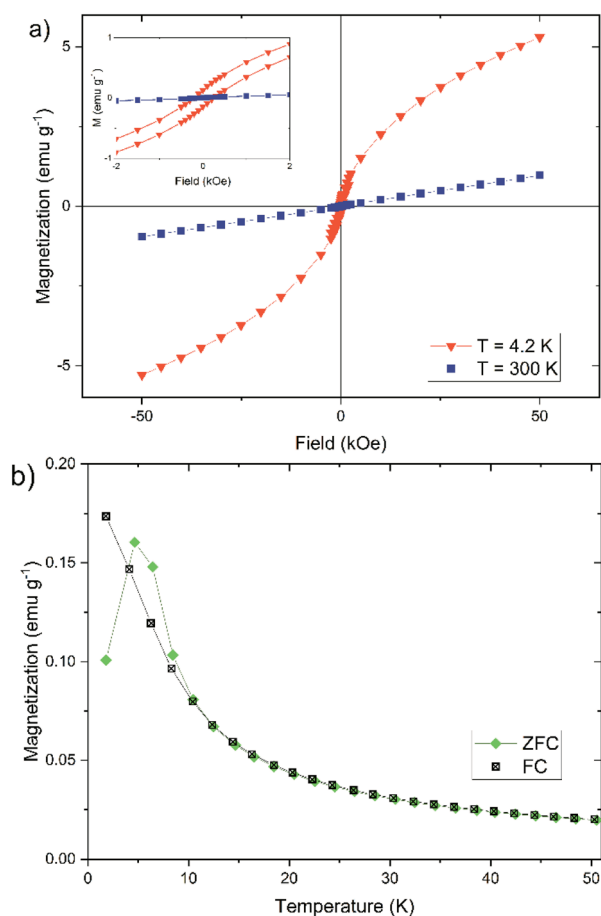 a)
5
0
-5
Magnetization (emu g⁻¹)
1
0
-1
M (emu g⁻¹)
-2
0
2
Field (kOe)
T = 4.2 K
T = 300 K
-50
0
50
Field (kOe)
b)
0.20
0.15
0.10
0.05
0.00
Magnetization (emu g⁻¹)
ZFC
FC
0
10
20
30
40
50
Temperature (K)